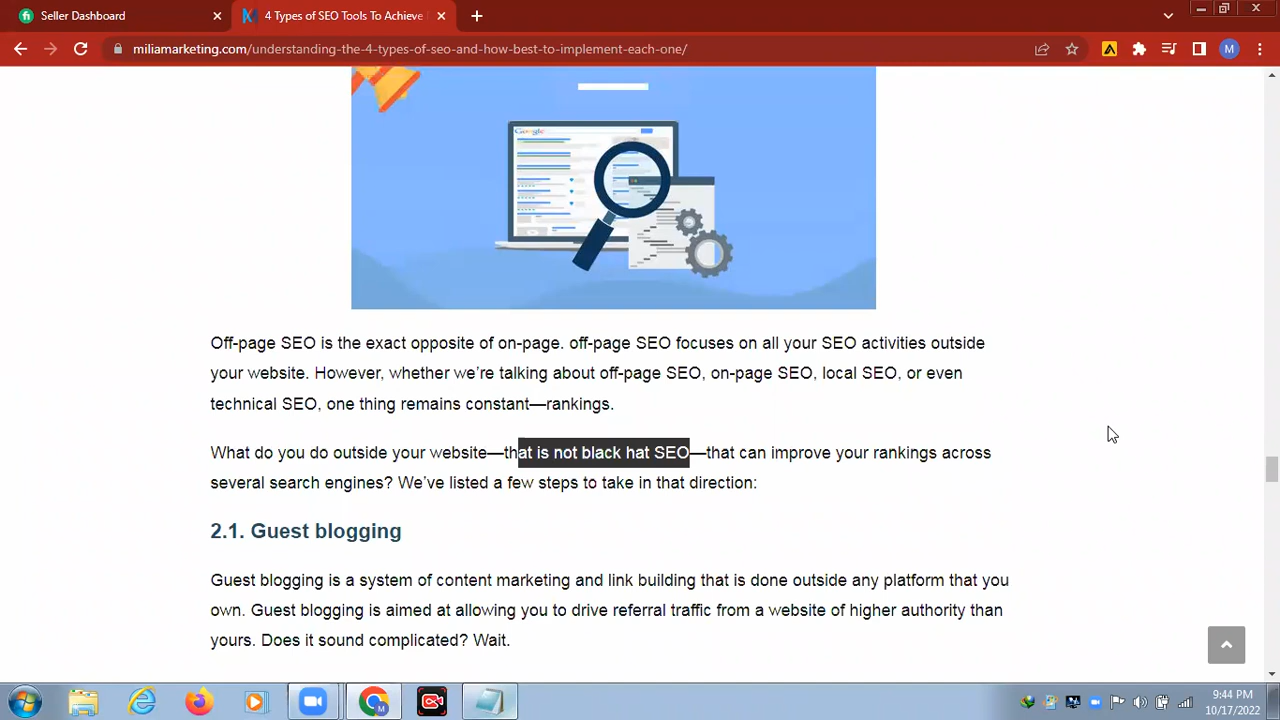 Seller Dashboard
4 Types of SEO Tools To Achieve
miliamarketing.com/understanding-the-4-types-of-seo-and-how-best-to-implement-each-one/
M
Google
Off-page SEO is the exact opposite of on-page. off-page SEO focuses on all your SEO activities outside
your website. However, whether we’re talking about off-page SEO, on-page SEO, local SEO, or even
technical SEO, one thing remains constant—rankings.
What do you do outside your website—that is not black hat SEO—that can improve your rankings across
several search engines? We’ve listed a few steps to take in that direction:
2.1. Guest blogging
Guest blogging is a system of content marketing and link building that is done outside any platform that you
own. Guest blogging is aimed at allowing you to drive referral traffic from a website of higher authority than
yours. Does it sound complicated? Wait.
9:44 PM
10/17/2022